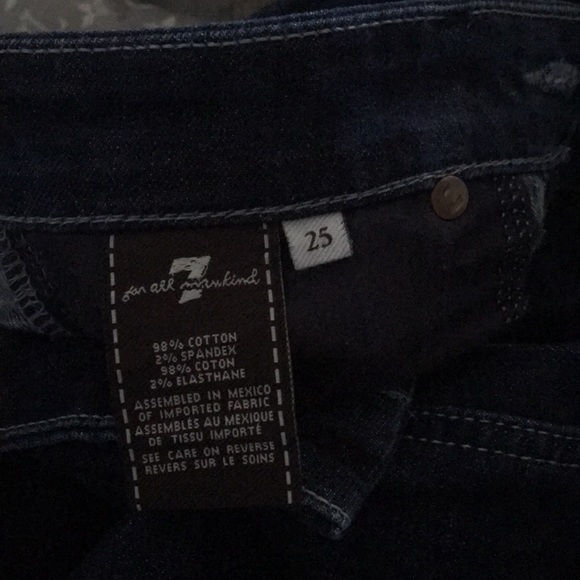 7
for all mankind
25
98% COTTON
2% SPANDEX
98% COTON
2% ELASTHANE
ASSEMBLED IN MEXICO
OF IMPORTED FABRIC
ASSEMBLÉS AU MEXIQUE
DE TISSU IMPORTÉ
SEE CARE ON REVERSE
REVERS SUR LE SOINS